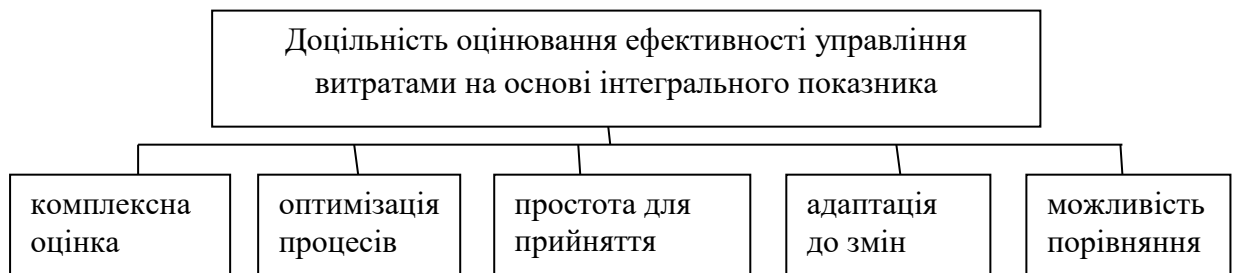 Доцільність оцінювання ефективності управління
витратами на основі інтегрального показника
комплексна
оцінка
оптимізація
процесів
простота для
прийняття
адаптація
до змін
можливість
порівняння